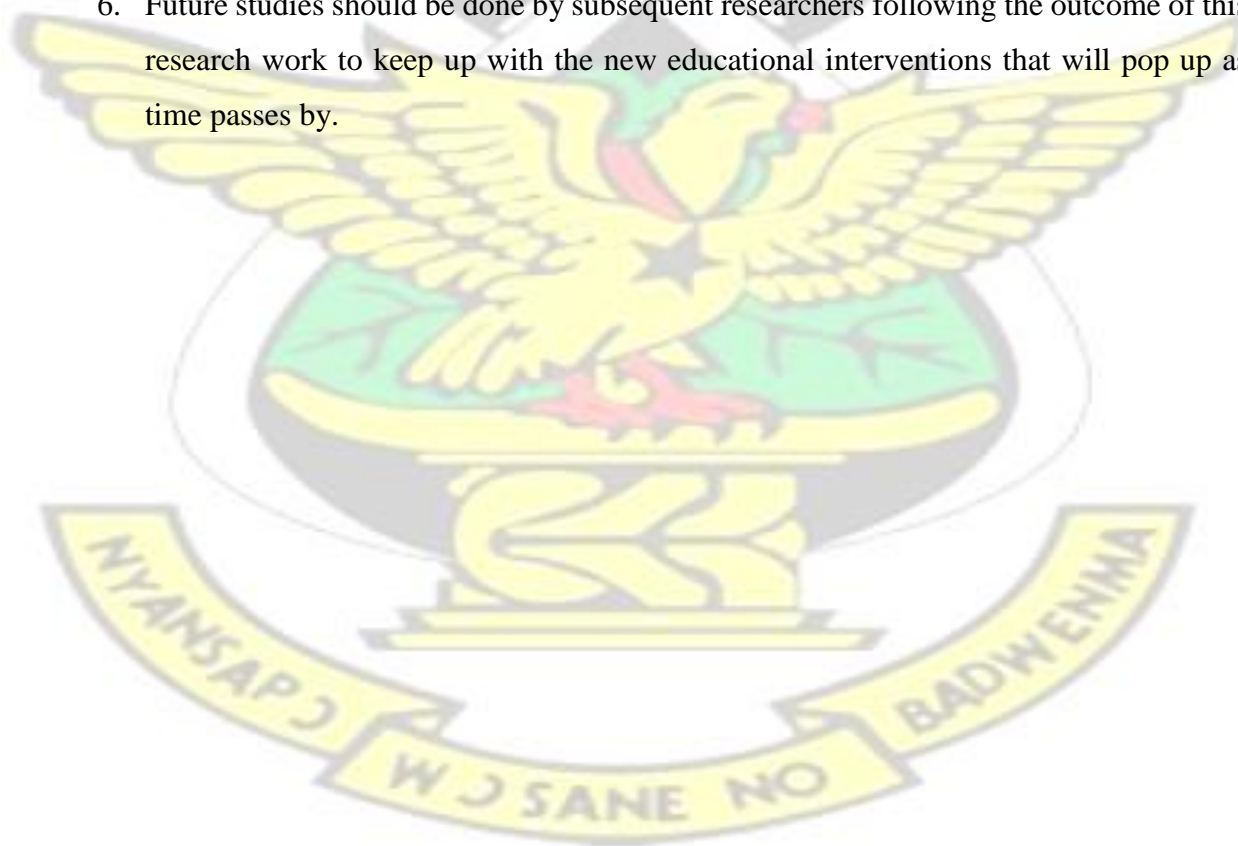 6. Future studies should be done by subsequent researchers following the outcome of this
research work to keep up with the new educational interventions that will pop up as
time passes by.
NYANSAPƆ
WƆSANE NO
BADWENMA